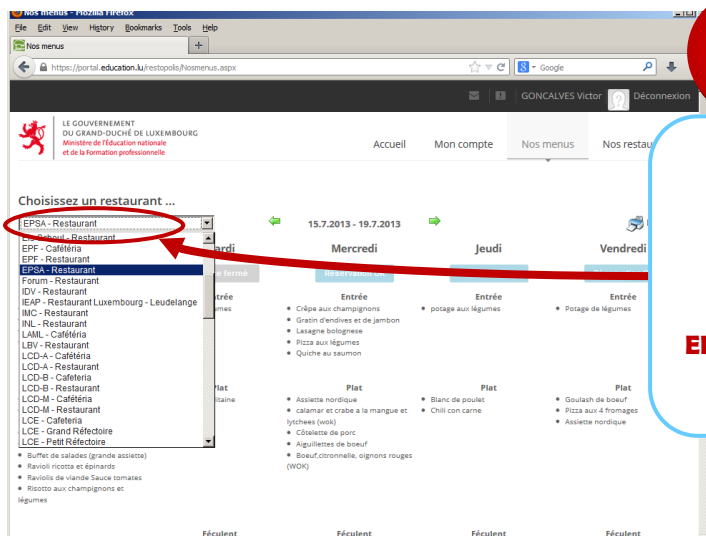 Nos menus - Mozilla Firefox
File Edit View History Bookmarks Tools Help
Nos menus +
https://portal.education.lu/restopolis/Nosmenus.aspx
Google
GONCALVES Victor Déconnexion
LE GOUVERNEMENT
DU GRAND-DUCHÉ DE LUXEMBOURG
Ministère de l'Éducation nationale
et de la Formation professionnelle
Accueil Mon compte Nos menus Nos restau
Choisissez un restaurant ...
EPSA - Restaurant
15.7.2013 - 19.7.2013
EPF - Cafétéria
EPF - Restaurant
EPSA - Restaurant
Forum - Restaurant
IDV - Restaurant
IEAP - Restaurant Luxembourg - Leudelange
IMC - Restaurant
INL - Restaurant
LAML - Cafétéria
LBV - Restaurant
LCD-A - Cafétéria
LCD-A - Restaurant
LCD-B - Cafeteria
LCD-B - Restaurant
LCD-M - Cafétéria
LCD-M - Restaurant
LCE - Cafeteria
LCE - Grand Réfectoire
LCE - Petit Réfectoire
Buffet de salades (grande assiette)
Ravioli ricotta et épinards
Raviolis de viande Sauce tomates
Risotto aux champignons et
légumes
Féculent
ardi
fermé
trée
umes
Plat
litaine
Mercredi
Réservation OK
Entrée
Crêpe aux champignons
Gratin d'endives et de jambon
Lasagne bolognese
Pizza aux légumes
Quiche au saumon
Plat
Assiette nordique
calamar et crabe a la mangue et
lytchees (wok)
Côtelette de porc
Aiguillettes de boeuf
Boeuf,citronnelle, oignons rouges
(WOK)
Féculent
Jeudi
Entrée
potage aux légumes
Plat
Blanc de poulet
Chili con carne
Féculent
Vendredi
Entrée
Potage de légumes
Plat
Goulash de boeuf
Pizza aux 4 fromages
Assiette nordique
Féculent